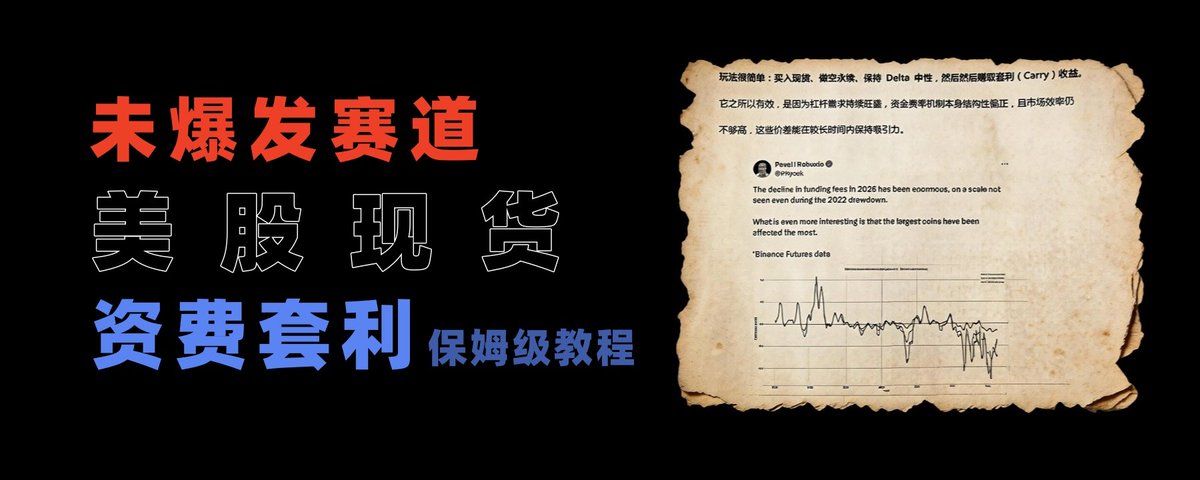 未爆发赛道
美股现货
资费套利 保姆级教程
玩法很简单：买入现货、做空永续、保持 Delta 中性，然后然后赚取套利（Carry）收益。
它之所以有效，是因为杠杆需求持续旺盛，资金费率机制本身结构性偏正，且市场效率仍
不够高，这些价差能在较长时间内保持吸引力。
The decline in funding fees in 2026 has been enormous, on a scale not
seen even during the 2022 drawdown.
What is even more interesting is that the largest coins have been
affected the most.
*Binance Futures data